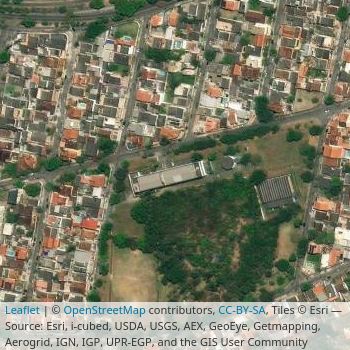 Leaflet | © OpenStreetMap contributors, CC-BY-SA, Tiles © Esri —
Source: Esri, i-cubed, USDA, USGS, AEX, GeoEye, Getmapping,
Aerogrid, IGN, IGP, UPR-EGP, and the GIS User Community